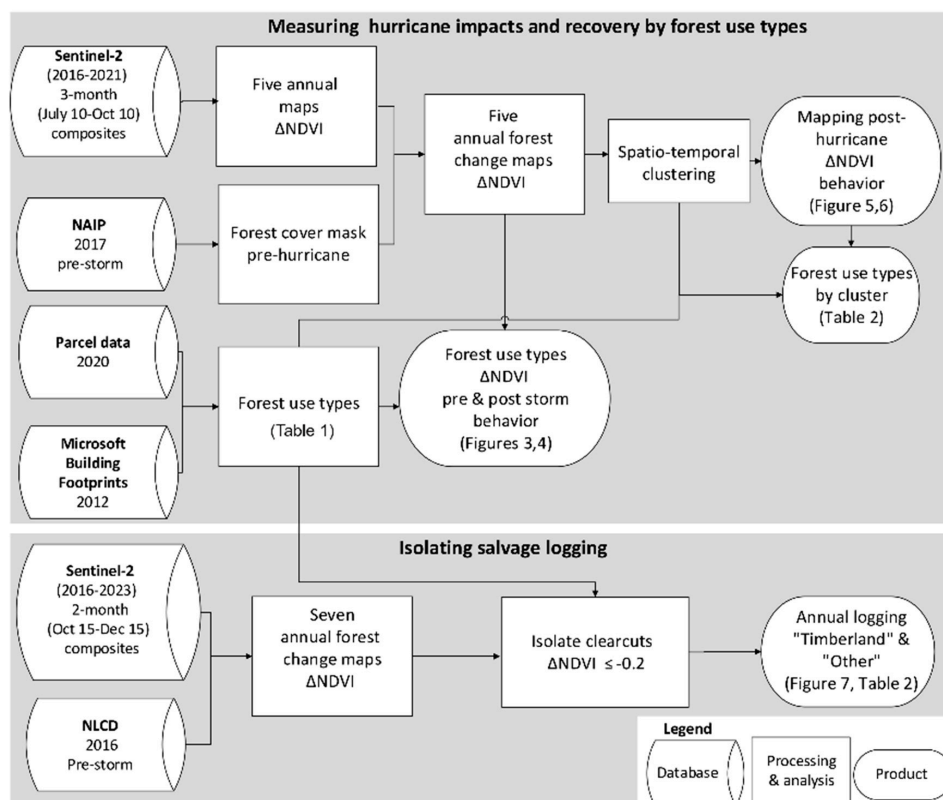 Measuring hurricane impacts and recovery by forest use types
Sentinel-2
(2016-2021)
3-month
(July 10-Oct 10)
composites
Five annual
maps
ΔNDVI
Five
annual forest
change maps
ΔNDVI
Spatio-temporal
clustering
Mapping post-
hurricane
ΔNDVI
behavior
(Figure 5,6)
NAIP
2017
pre-storm
Forest cover mask
pre-hurricane
Forest use types
by cluster
(Table 2)
Parcel data
2020
Microsoft
Building
Footprints
2012
Forest use types
(Table 1)
Forest use types
ΔNDVI
pre & post storm
behavior
(Figures 3,4)
Isolating salvage logging
Sentinel-2
(2016-2023)
2-month
(Oct 15-Dec 15)
composites
NLCD
2016
Pre-storm
Seven
annual forest
change maps
ΔNDVI
Isolate clearcuts
ΔNDVI ≤ -0.2
Annual logging
"Timberland" &
"Other"
(Figure 7, Table 2)
Legend
Database
Processing
& analysis
Product